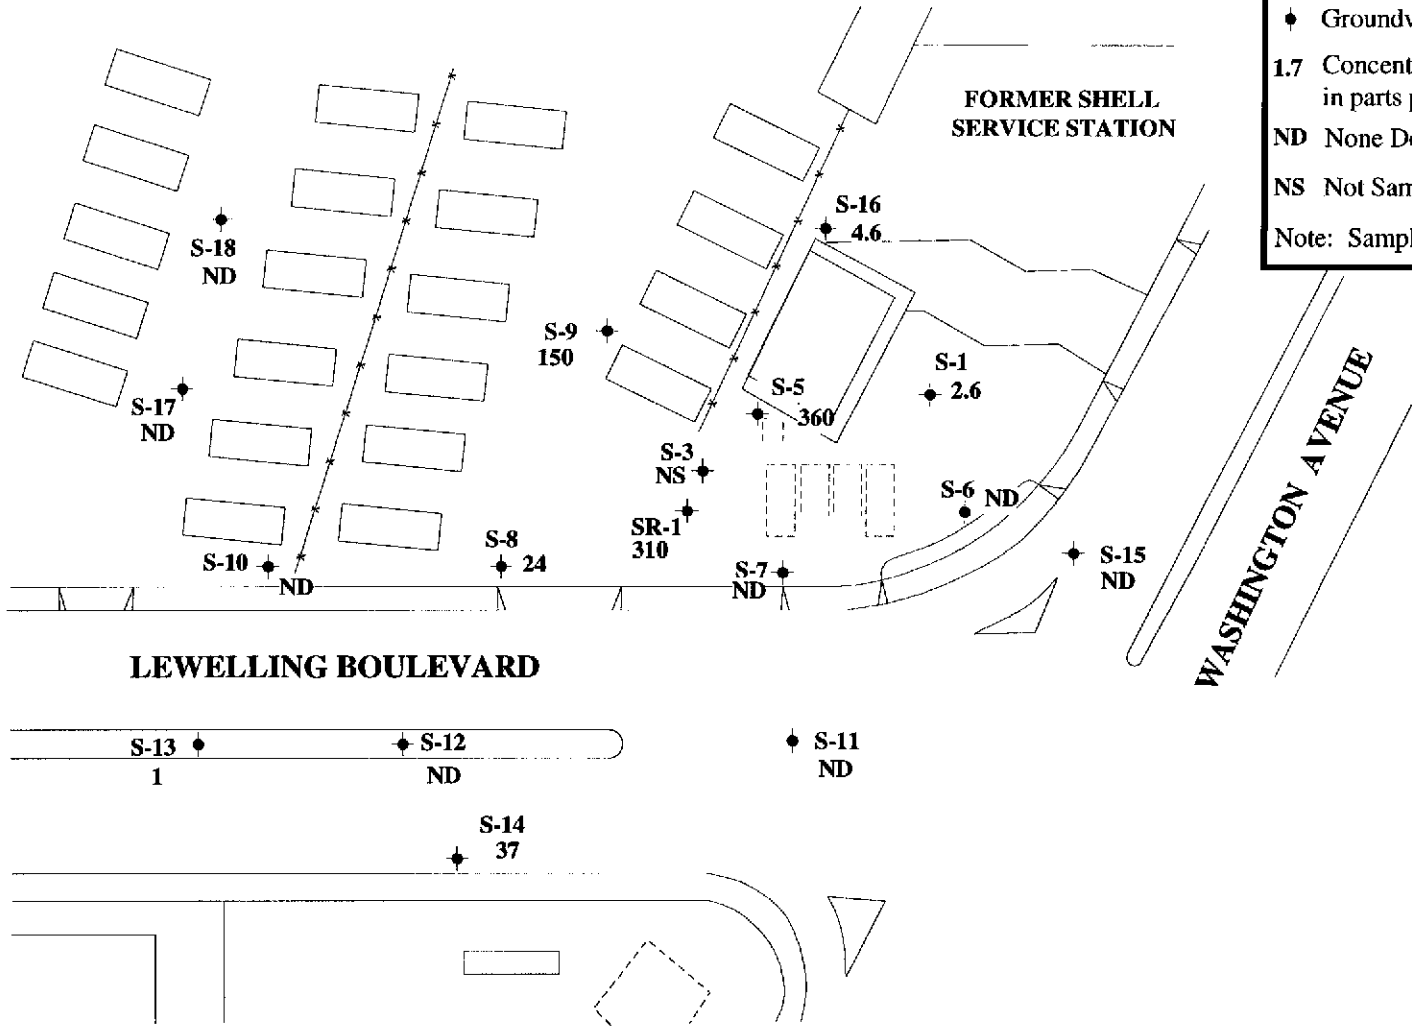 Groundv
1.7 Concent
in parts p
ND None De
NS Not Sam
Note: Sampl
FORMER SHELL
SERVICE STATION
S-16
4.6
S-18
ND
S-9
150
S-1
2.6
S-5
360
S-17
ND
S-3
NS
S-6 ND
SR-1
310
S-10
ND
S-8
24
S-7
ND
S-15
ND
WASHINGTON AVENUE
LEWELLING BOULEVARD
S-13
1
S-12
ND
S-11
ND
S-14
37